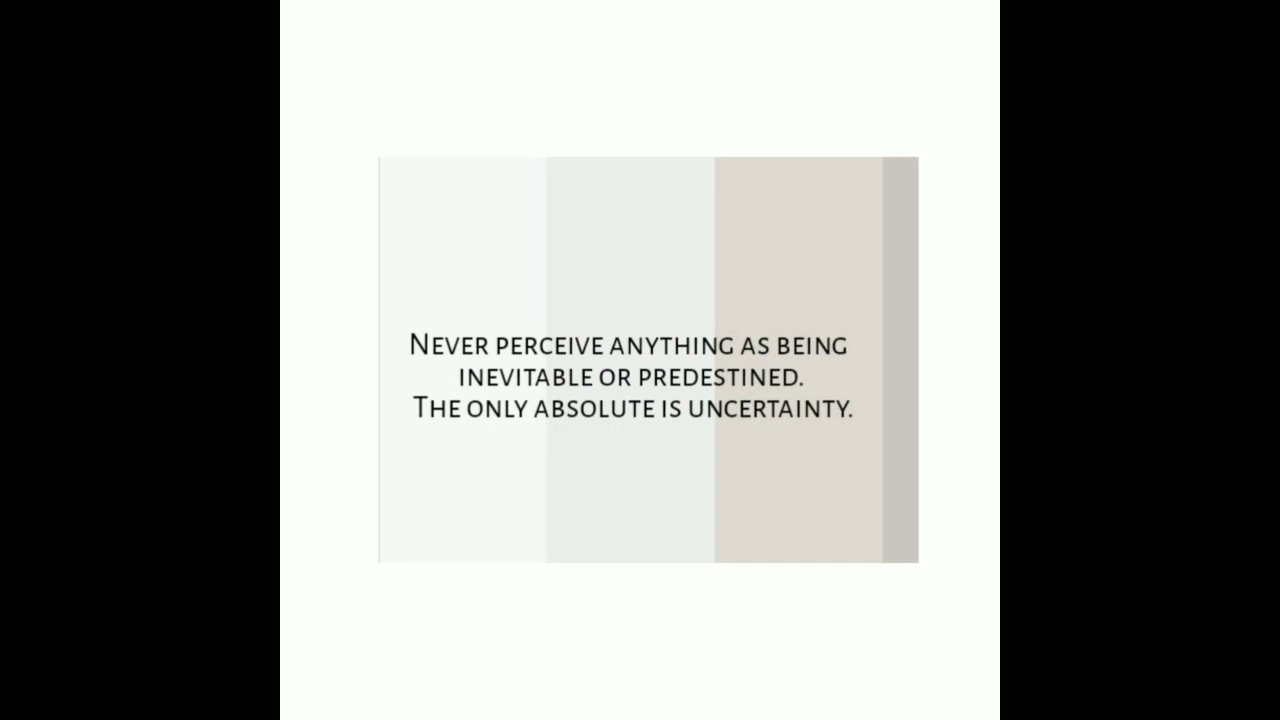 Never perceive anything as being
inevitable or predestined.
The only absolute is uncertainty.